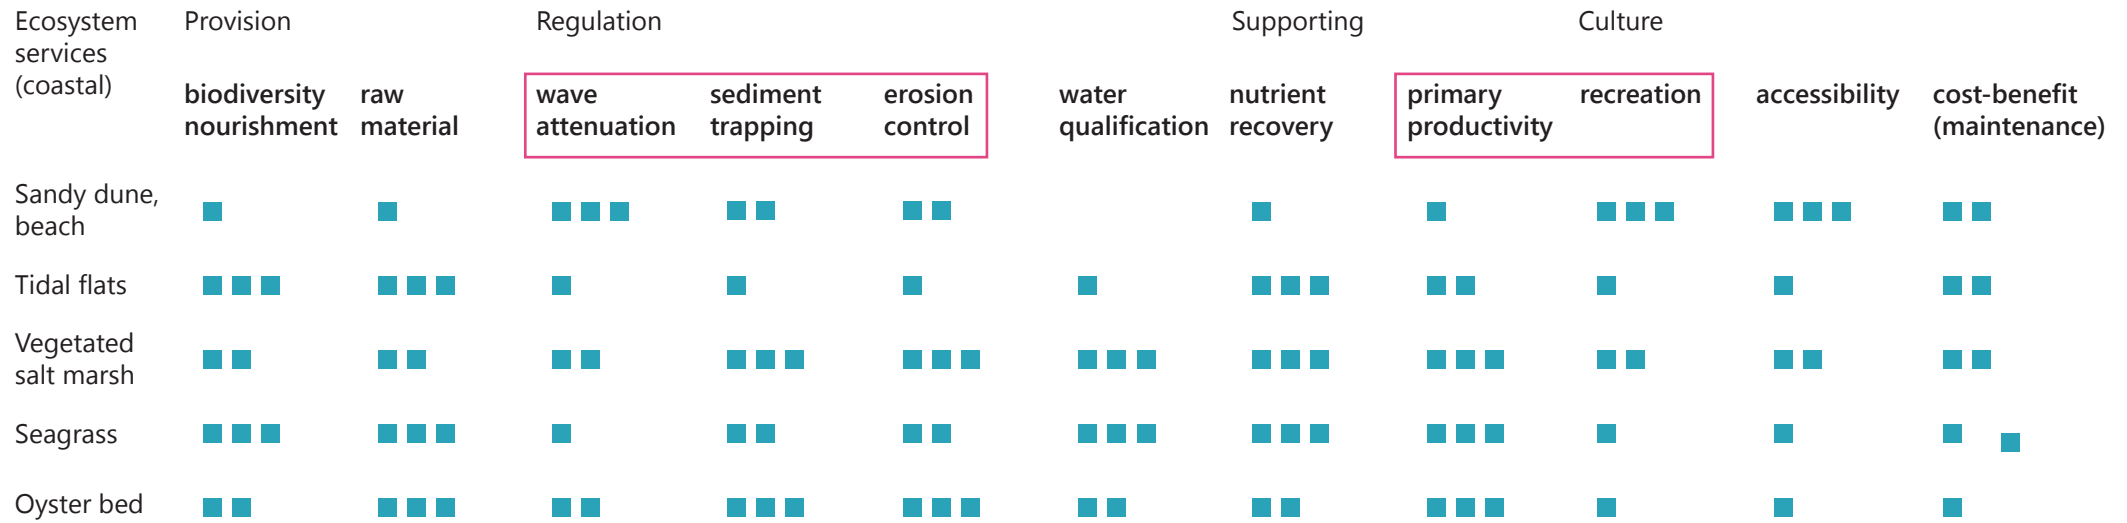 Ecosystem
services
(coastal)
Provision
Regulation
Supporting
Culture
biodiversity
nourishment
raw
material
wave
attenuation
sediment
trapping
erosion
control
water
qualification
nutrient
recovery
primary
productivity
recreation
accessibility
cost-benefit
(maintenance)
Sandy dune,
beach
Tidal flats
Vegetated
salt marsh
Seagrass
Oyster bed